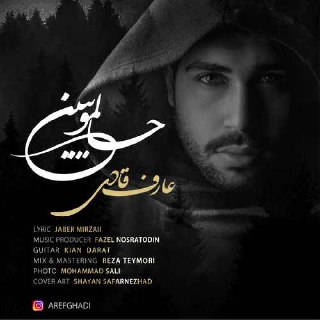 عارف قادی
LYRIC JABER MIRZAII
MUSIC PRODUCER FAZEL NOSRATODIN
GUITAR KIAN DARAT
MIX & MASTERING REZA TEYMORI
PHOTO MOHAMMAD SALI
COVER ART SHAYAN SAFARNEZHAD
AREFGHADI